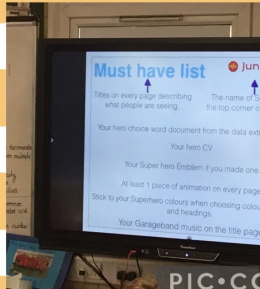 Must have list
Jun
Titles on every page describing
what people are seeing.
The name of S
the top corner o
Your hero choice word document from the data extr
Your hero CV
Your Super hero Emblem if you made one
At least 1 piece of animation on every page
Stick to your Superhero colours when choosing colou
and headings.
Your Garageband music on the title page
PIC•CO